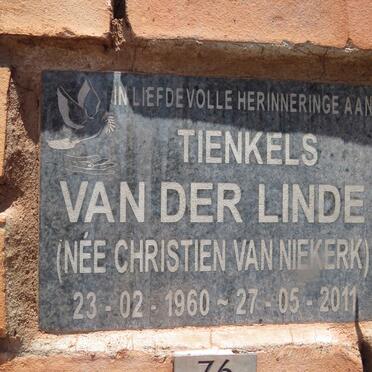 IN LIEFDEVOLLE HERINNERINGE AAN
TIENKELS
VAN DER LINDE
(NÉE CHRISTIEN VAN NIEKERK)
23 - 02 - 1960 ~ 27 - 05 - 2011
76